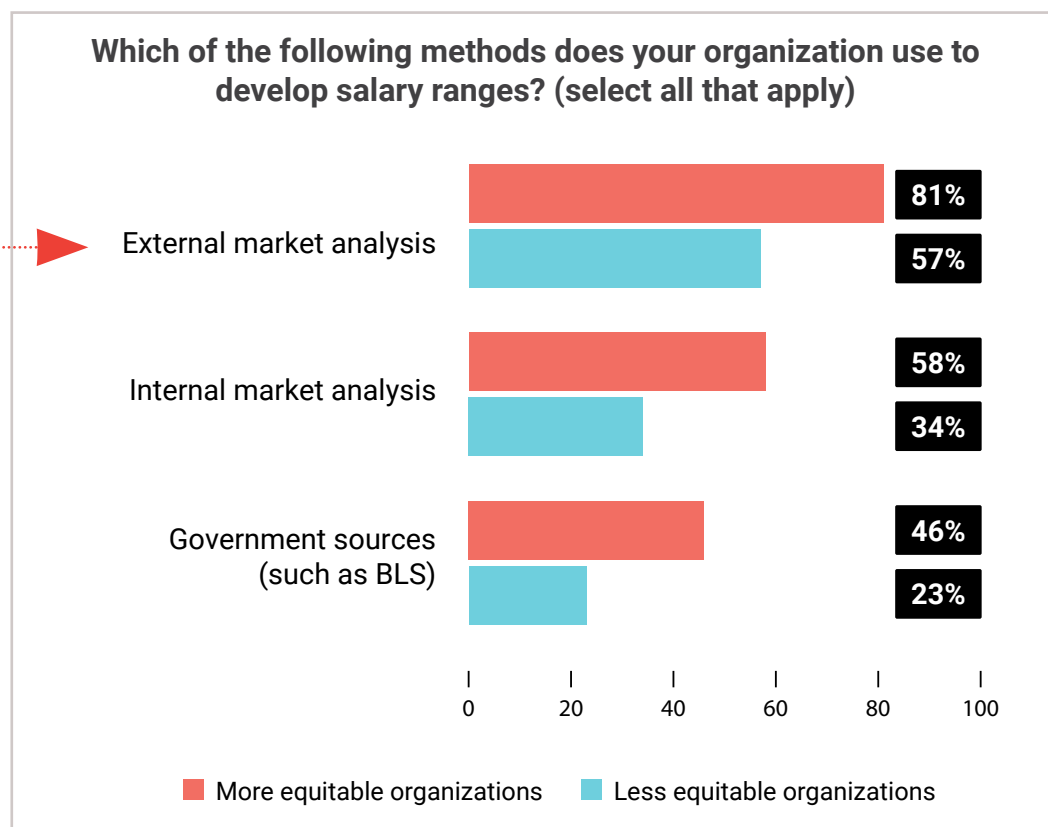 Which of the following methods does your organization use to
develop salary ranges? (select all that apply)
81%
External market analysis
57%
58%
Internal market analysis
34%
Government sources
(such as BLS)
46%
23%
0 20 40 60 80 100
More equitable organizations Less equitable organizations